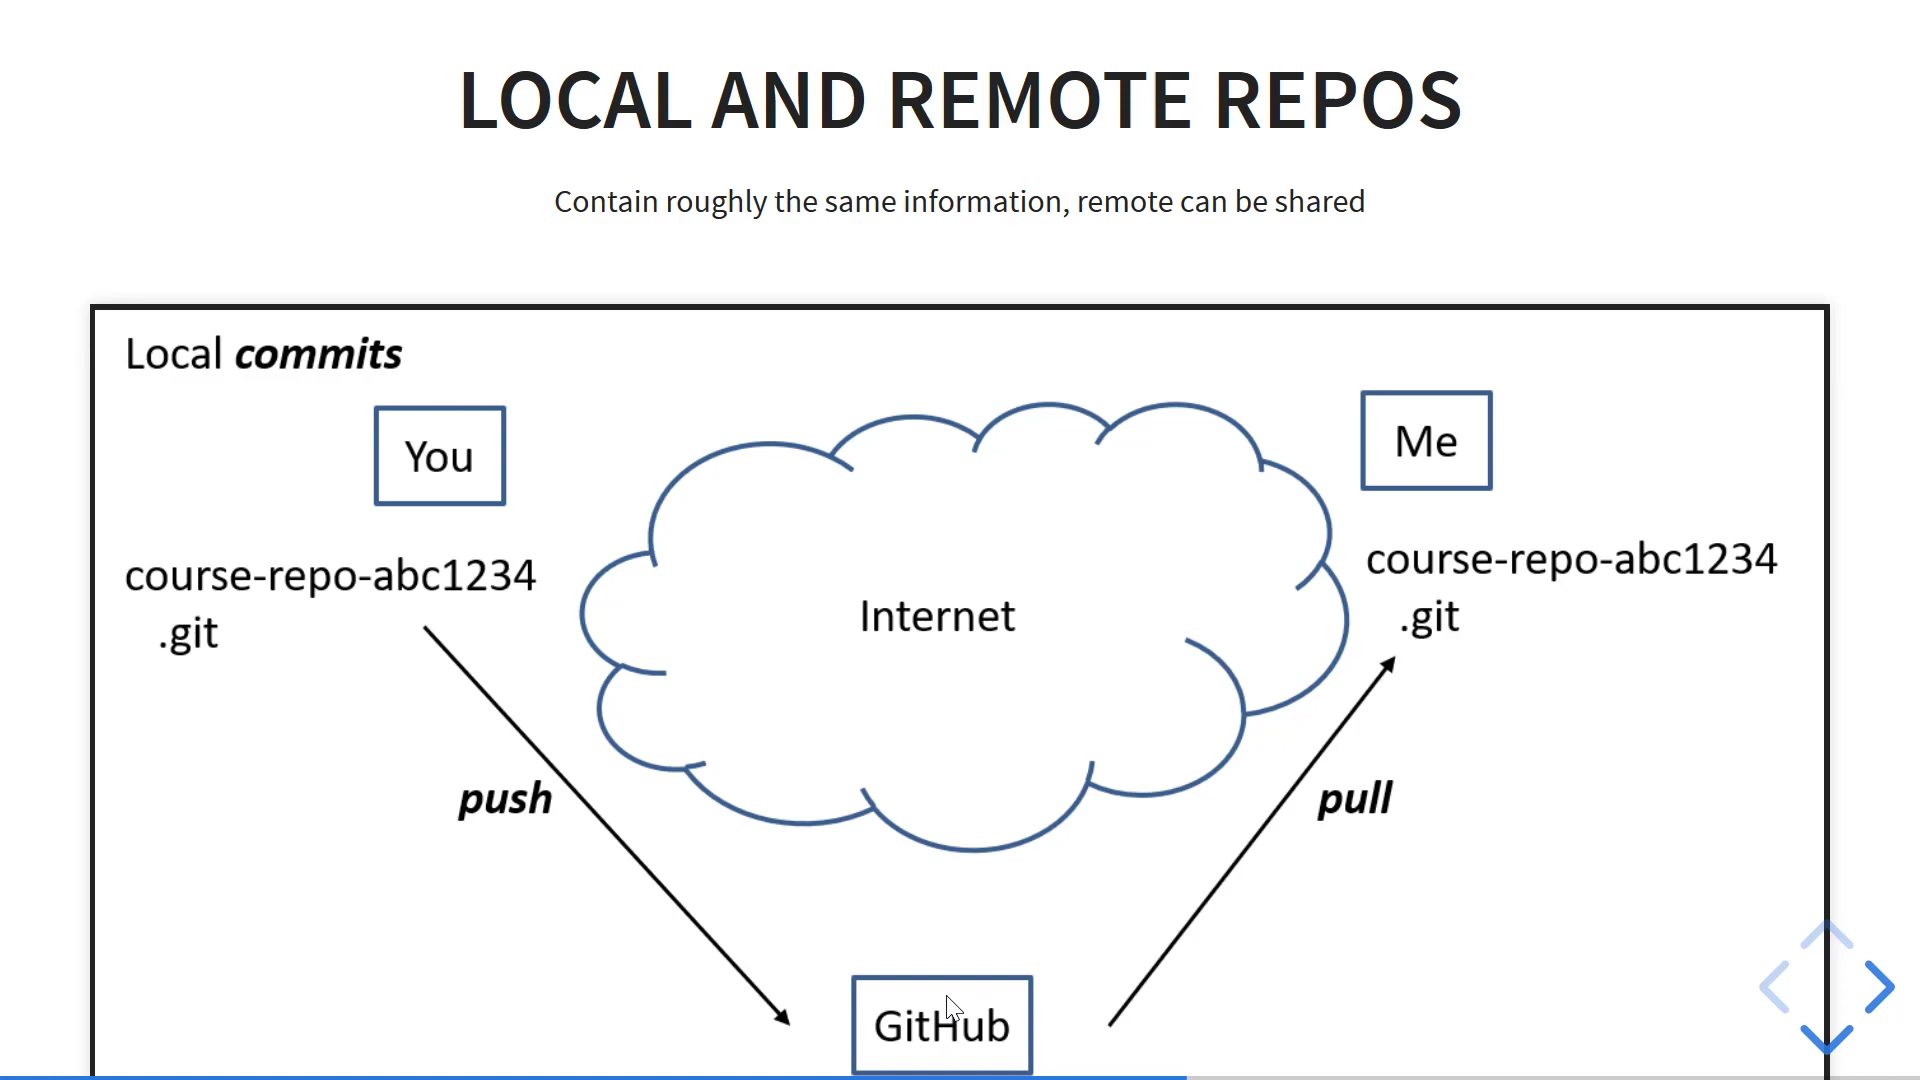 LOCAL AND REMOTE REPOS
Contain roughly the same information, remote can be shared
Local commits
You
Me
course-repo-abc1234
.git
Internet
course-repo-abc1234
.git
push
pull
GitHub